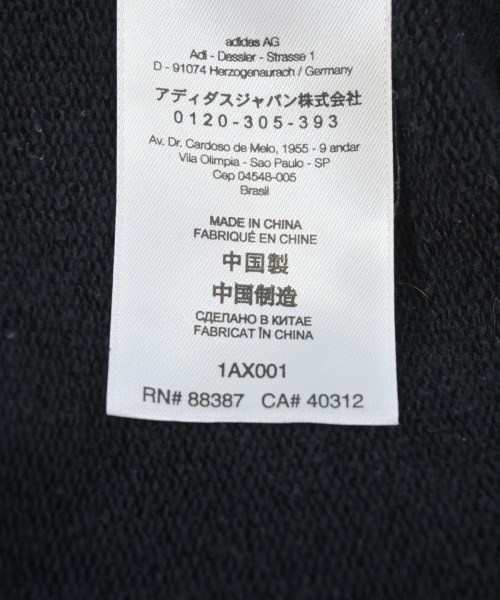 adidas AG
Adi - Dassler - Strasse 1
D - 91074 Herzogenaurach / Germany
アディダスジャパン株式会社
0120-305-393
Av. Dr. Cardoso de Melo, 1955 - 9 andar
Vila Olimpia - Sao Paulo - SP
Cep 04548-005
Brasil
MADE IN CHINA
FABRIQUÉ EN CHINE
中国製
中国制造
СДЕЛАНО В КИТАЕ
FABRICAT ÎN CHINA
1AX001
RN# 88387 CA# 40312